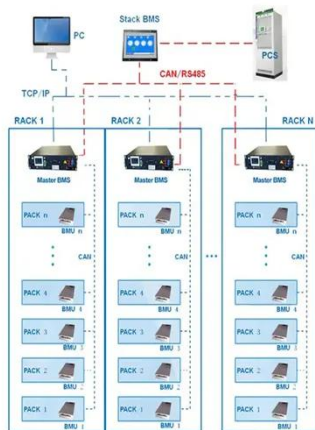 PC
Stack BMS
PCS
CAN/RS485
TCP/IP
RACK 1
RACK 2
RACK N
Master BMS
Master BMS
Master BMS
PACK n
BMU n
PACK n
BMU n
PACK n
BMU n
CAN
CAN
CAN
PACK 4
BMU 4
PACK 4
BMU 4
PACK 4
BMU 4
PACK 3
BMU 3
PACK 3
BMU 3
PACK 3
BMU 3
PACK 2
BMU 2
PACK 2
BMU 2
PACK 2
BMU 2
PACK 1
BMU 1
PACK 1
BMU 1
PACK 1
BMU 1